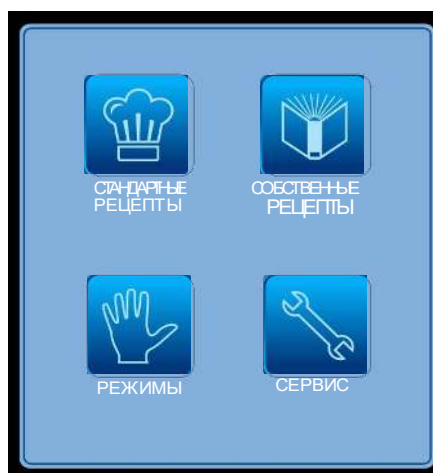 СТАНДАРТНЫЕ
РЕЦЕПТЫ
СОБСТВЕННЫЕ
РЕЦЕПТЫ
РЕЖИМЫ
СЕРВИС